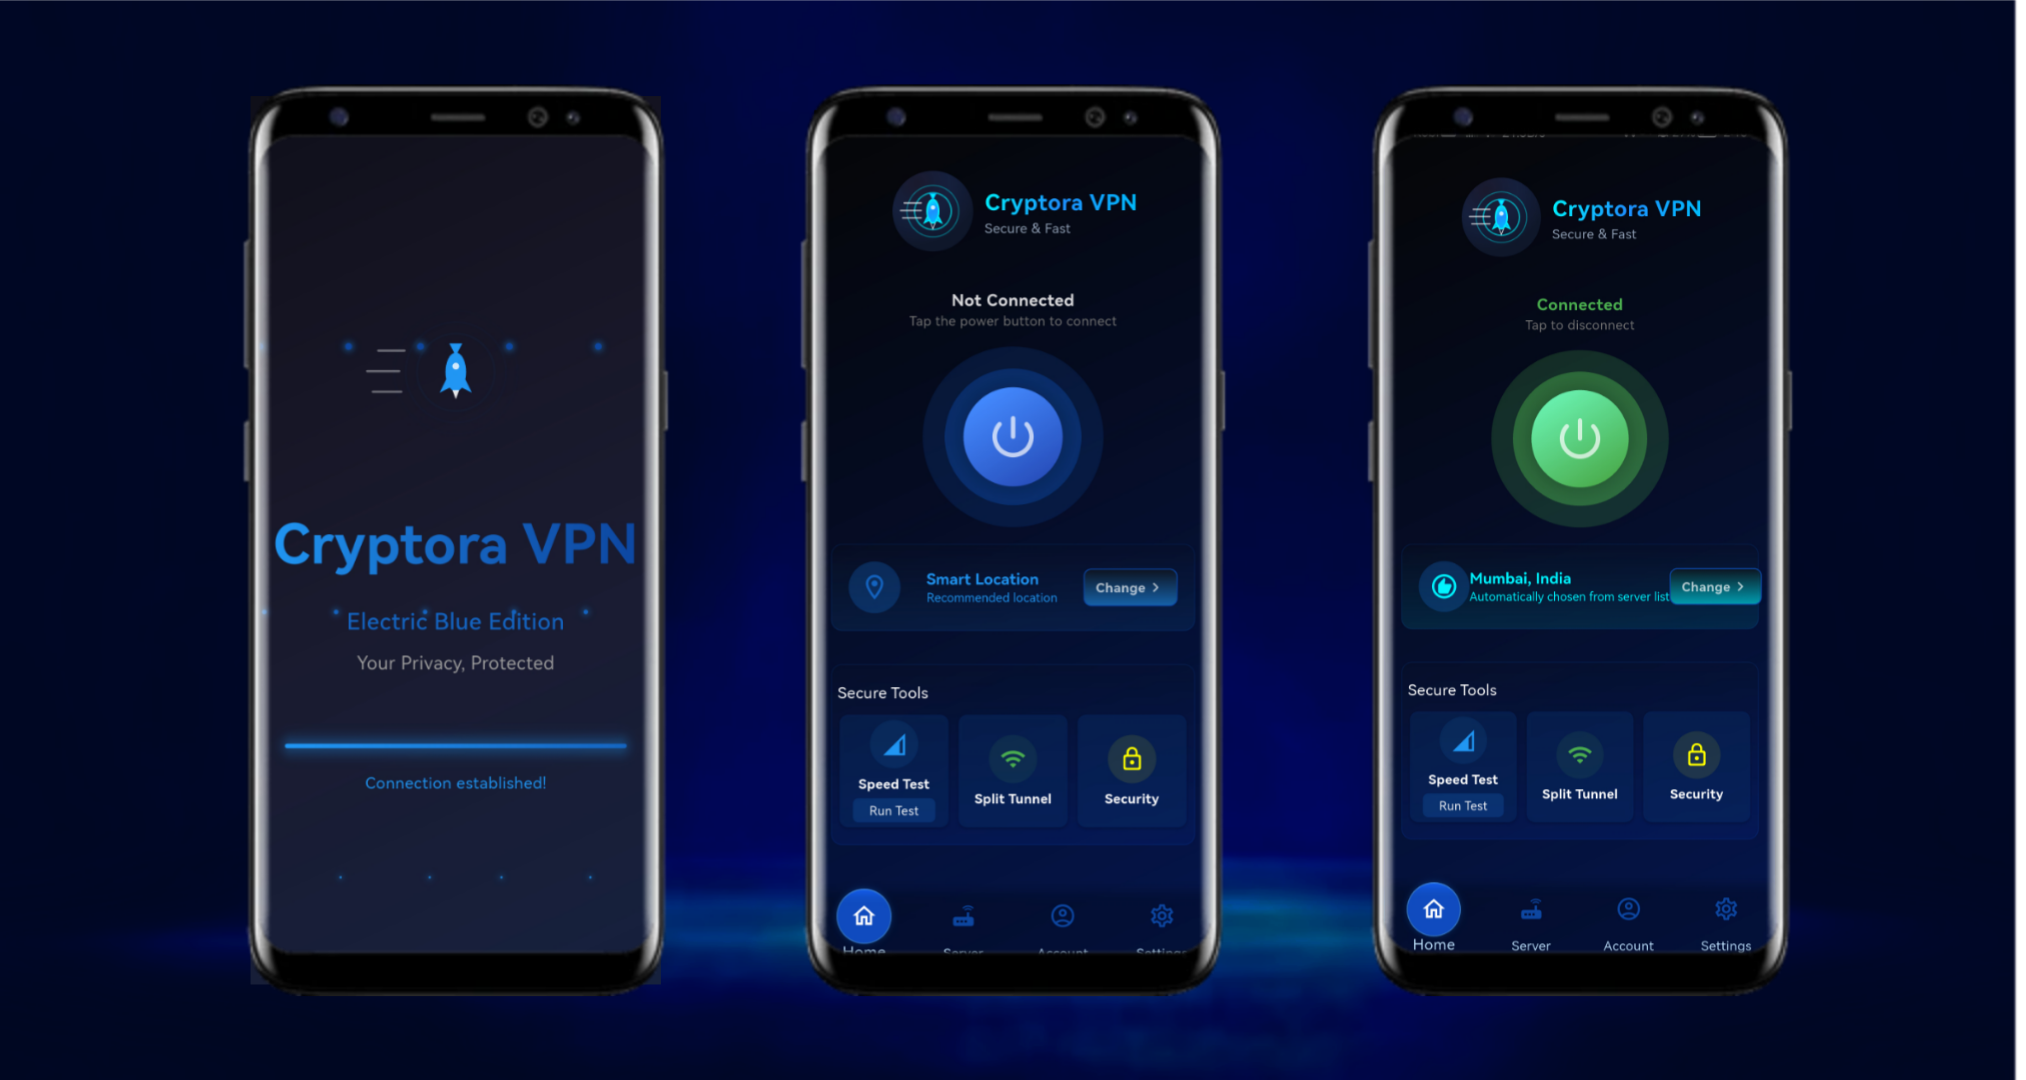 Cryptora VPN
Electric Blue Edition
Your Privacy, Protected
Connection established!
Cryptora VPN
Secure & Fast
Not Connected
Tap the power button to connect
Smart Location
Recommended location
Change >
Secure Tools
Speed Test
Run Test
Split Tunnel
Security
Home
Server
Account
Settings
Cryptora VPN
Secure & Fast
Connected
Tap to disconnect
Mumbai, India
Automatically chosen from server list
Change >
Secure Tools
Speed Test
Run Test
Split Tunnel
Security
Home
Server
Account
Settings